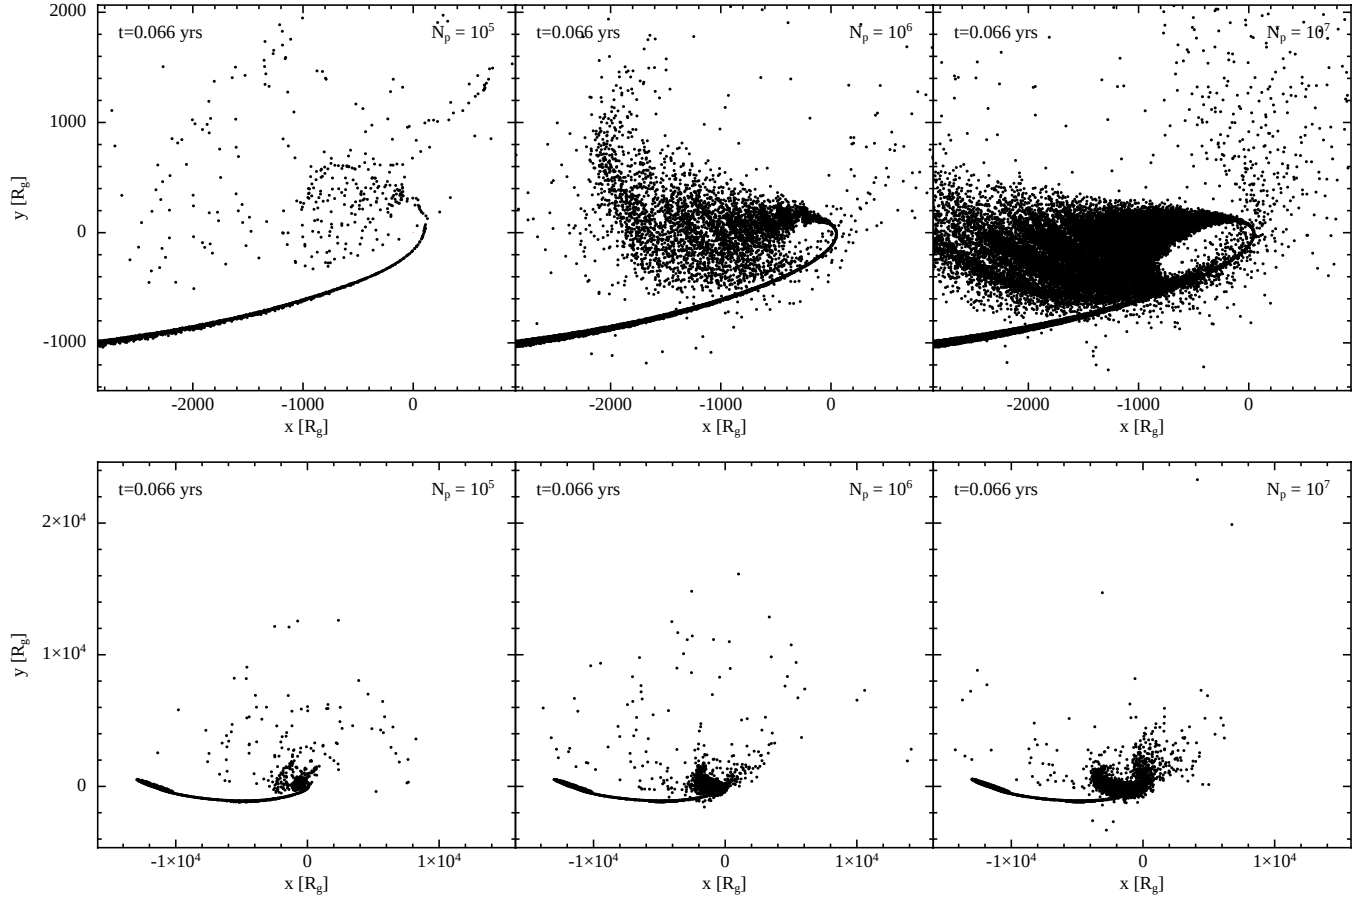 2000
t=0.066 yrs
N_p = 10^5
t=0.066 yrs
N_p = 10^6
t=0.066 yrs
N_p = 10^7
1000
y [R_g]
0
-1000
-2000
-1000
0
-2000
-1000
0
-2000
-1000
0
x [R_g]
x [R_g]
x [R_g]
t=0.066 yrs
N_p = 10^5
t=0.066 yrs
N_p = 10^6
t=0.066 yrs
N_p = 10^7
2×10^4
1×10^4
y [R_g]
0
-1×10^4
0
1×10^4
-1×10^4
0
1×10^4
-1×10^4
0
1×10^4
x [R_g]
x [R_g]
x [R_g]